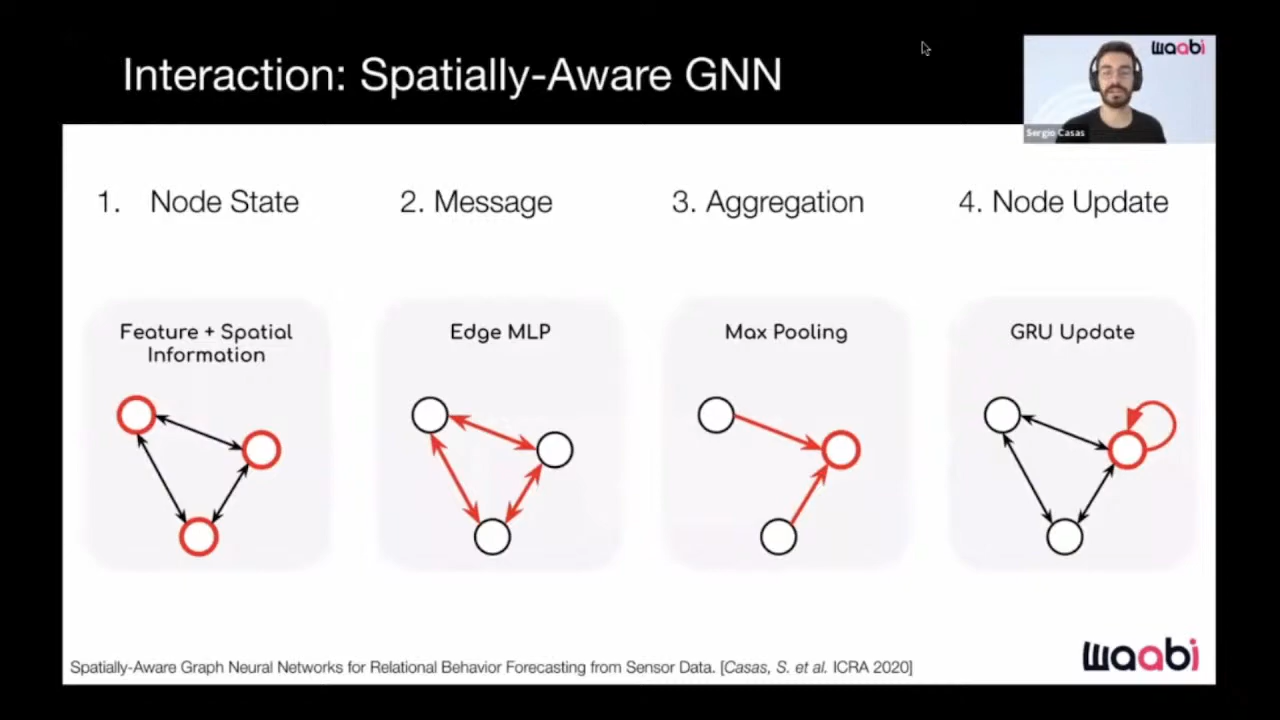 Interaction: Spatially-Aware GNN
waabi
Sergio Casas
1. Node State
2. Message
3. Aggregation
4. Node Update
Feature + Spatial
Information
Edge MLP
Max Pooling
GRU Update
Spatially-Aware Graph Neural Networks for Relational Behavior Forecasting from Sensor Data. [Casas, S. et al. ICRA 2020]
waabi